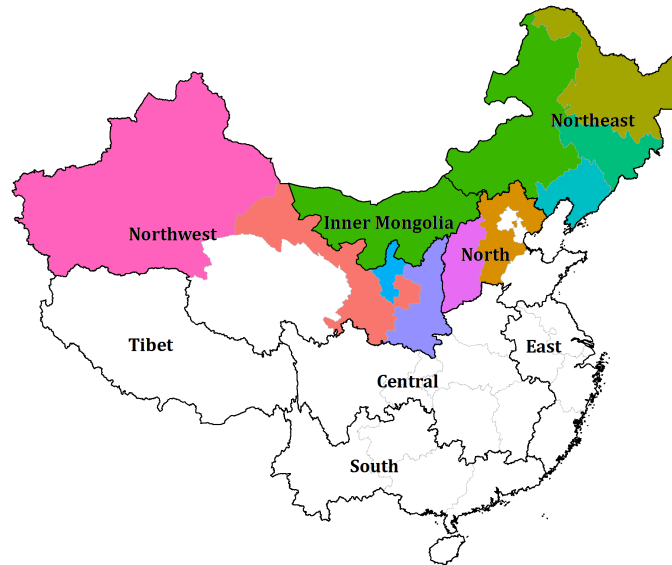 Northeast
Inner Mongolia
Northwest
North
Tibet
East
Central
South